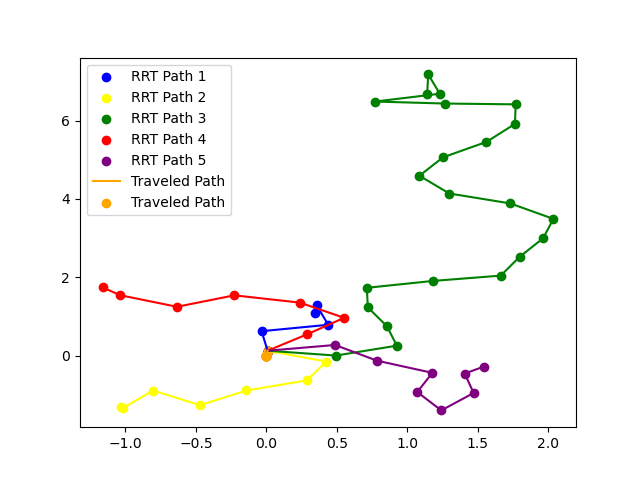 RRT Path 1
RRT Path 2
RRT Path 3
RRT Path 4
RRT Path 5
Traveled Path
Traveled Path
6
4
2
0
−1.0 −0.5 0.0 0.5 1.0 1.5 2.0